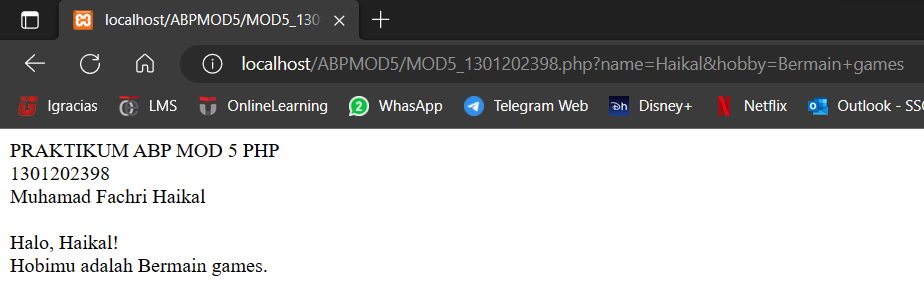 localhost/ABPMOD5/MOD5_130
localhost/ABPMOD5/MOD5_1301202398.php?name=Haikal&hobby=Bermain+games
Igracias LMS OnlineLearning WhasApp Telegram Web Disney+ Netflix Outlook - SS
PRAKTIKUM ABP MOD 5 PHP
1301202398
Muhamad Fachri Haikal
Halo, Haikal!
Hobimu adalah Bermain games.